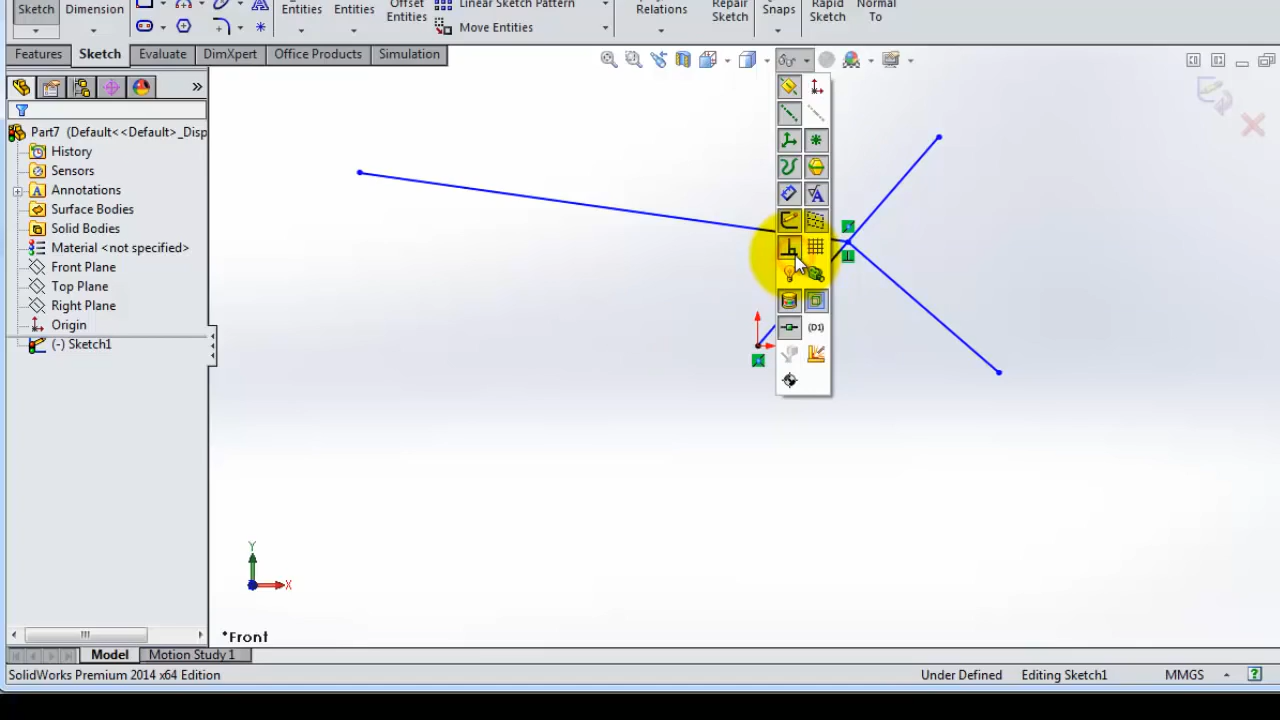 Linear Sketch Pattern
Sketch
Dimension
Entities
Entities
Offset
Entities
Move Entities
Relations
Repair
Sketch
Snaps
Rapid
Sketch
Normal
To
Features
Sketch
Evaluate
DimXpert
Office Products
Simulation
»
Part7 (Default<<Default>_Disp
History
Sensors
A Annotations
Surface Bodies
Solid Bodies
Material <not specified>
Front Plane
Top Plane
Right Plane
Origin
(-) Sketch1
(D1)
Y
X
*Front
Model
Motion Study 1
SolidWorks Premium 2014 x64 Edition
Under Defined
Editing Sketch1
MMGS
?